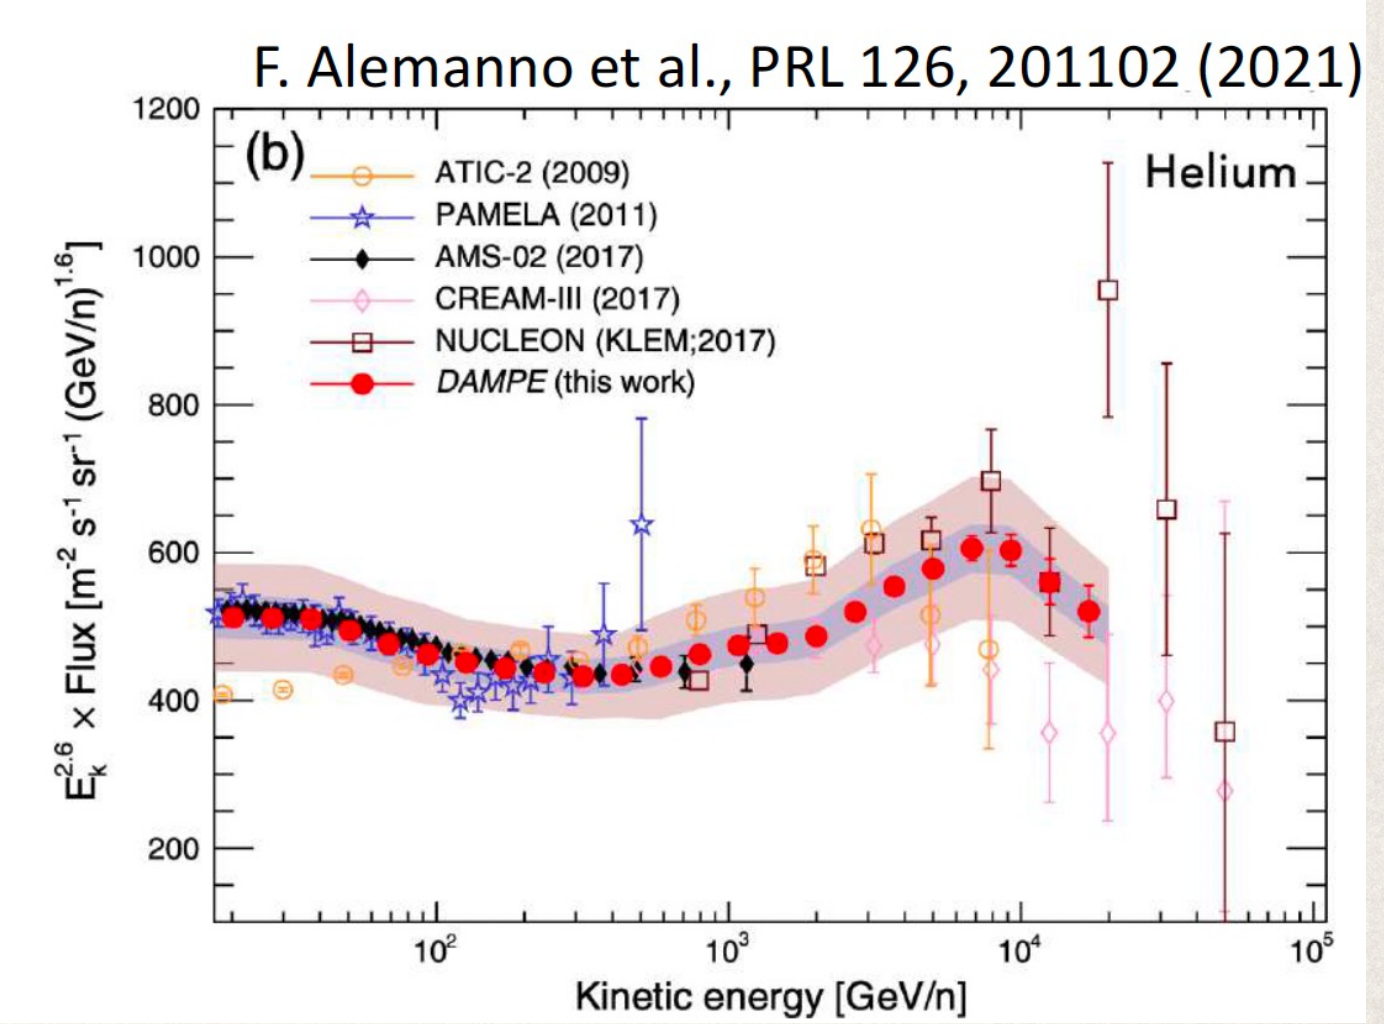 F. Alemanno et al., PRL 126, 201102 (2021)
(b)
Helium
ATIC-2 (2009)
PAMELA (2011)
AMS-02 (2017)
CREAM-III (2017)
NUCLEON (KLEM;2017)
DAMPE (this work)
E_k^2.6 × Flux [m^-2 s^-1 sr^-1 (GeV/n)^1.6]
1200
1000
800
600
400
200
10^2
10^3
10^4
10^5
Kinetic energy [GeV/n]